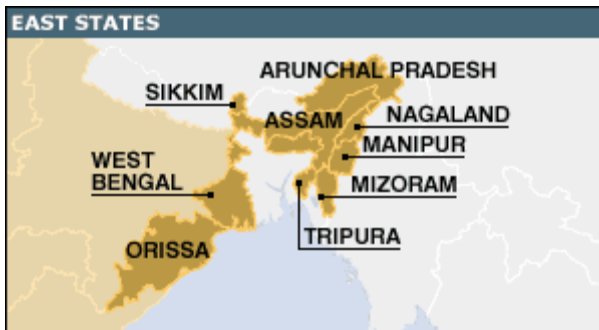 EAST STATES
ARUNCHAL PRADESH
SIKKIM
ASSAM
NAGALAND
MANIPUR
WEST
BENGAL
MIZORAM
TRIPURA
ORISSA